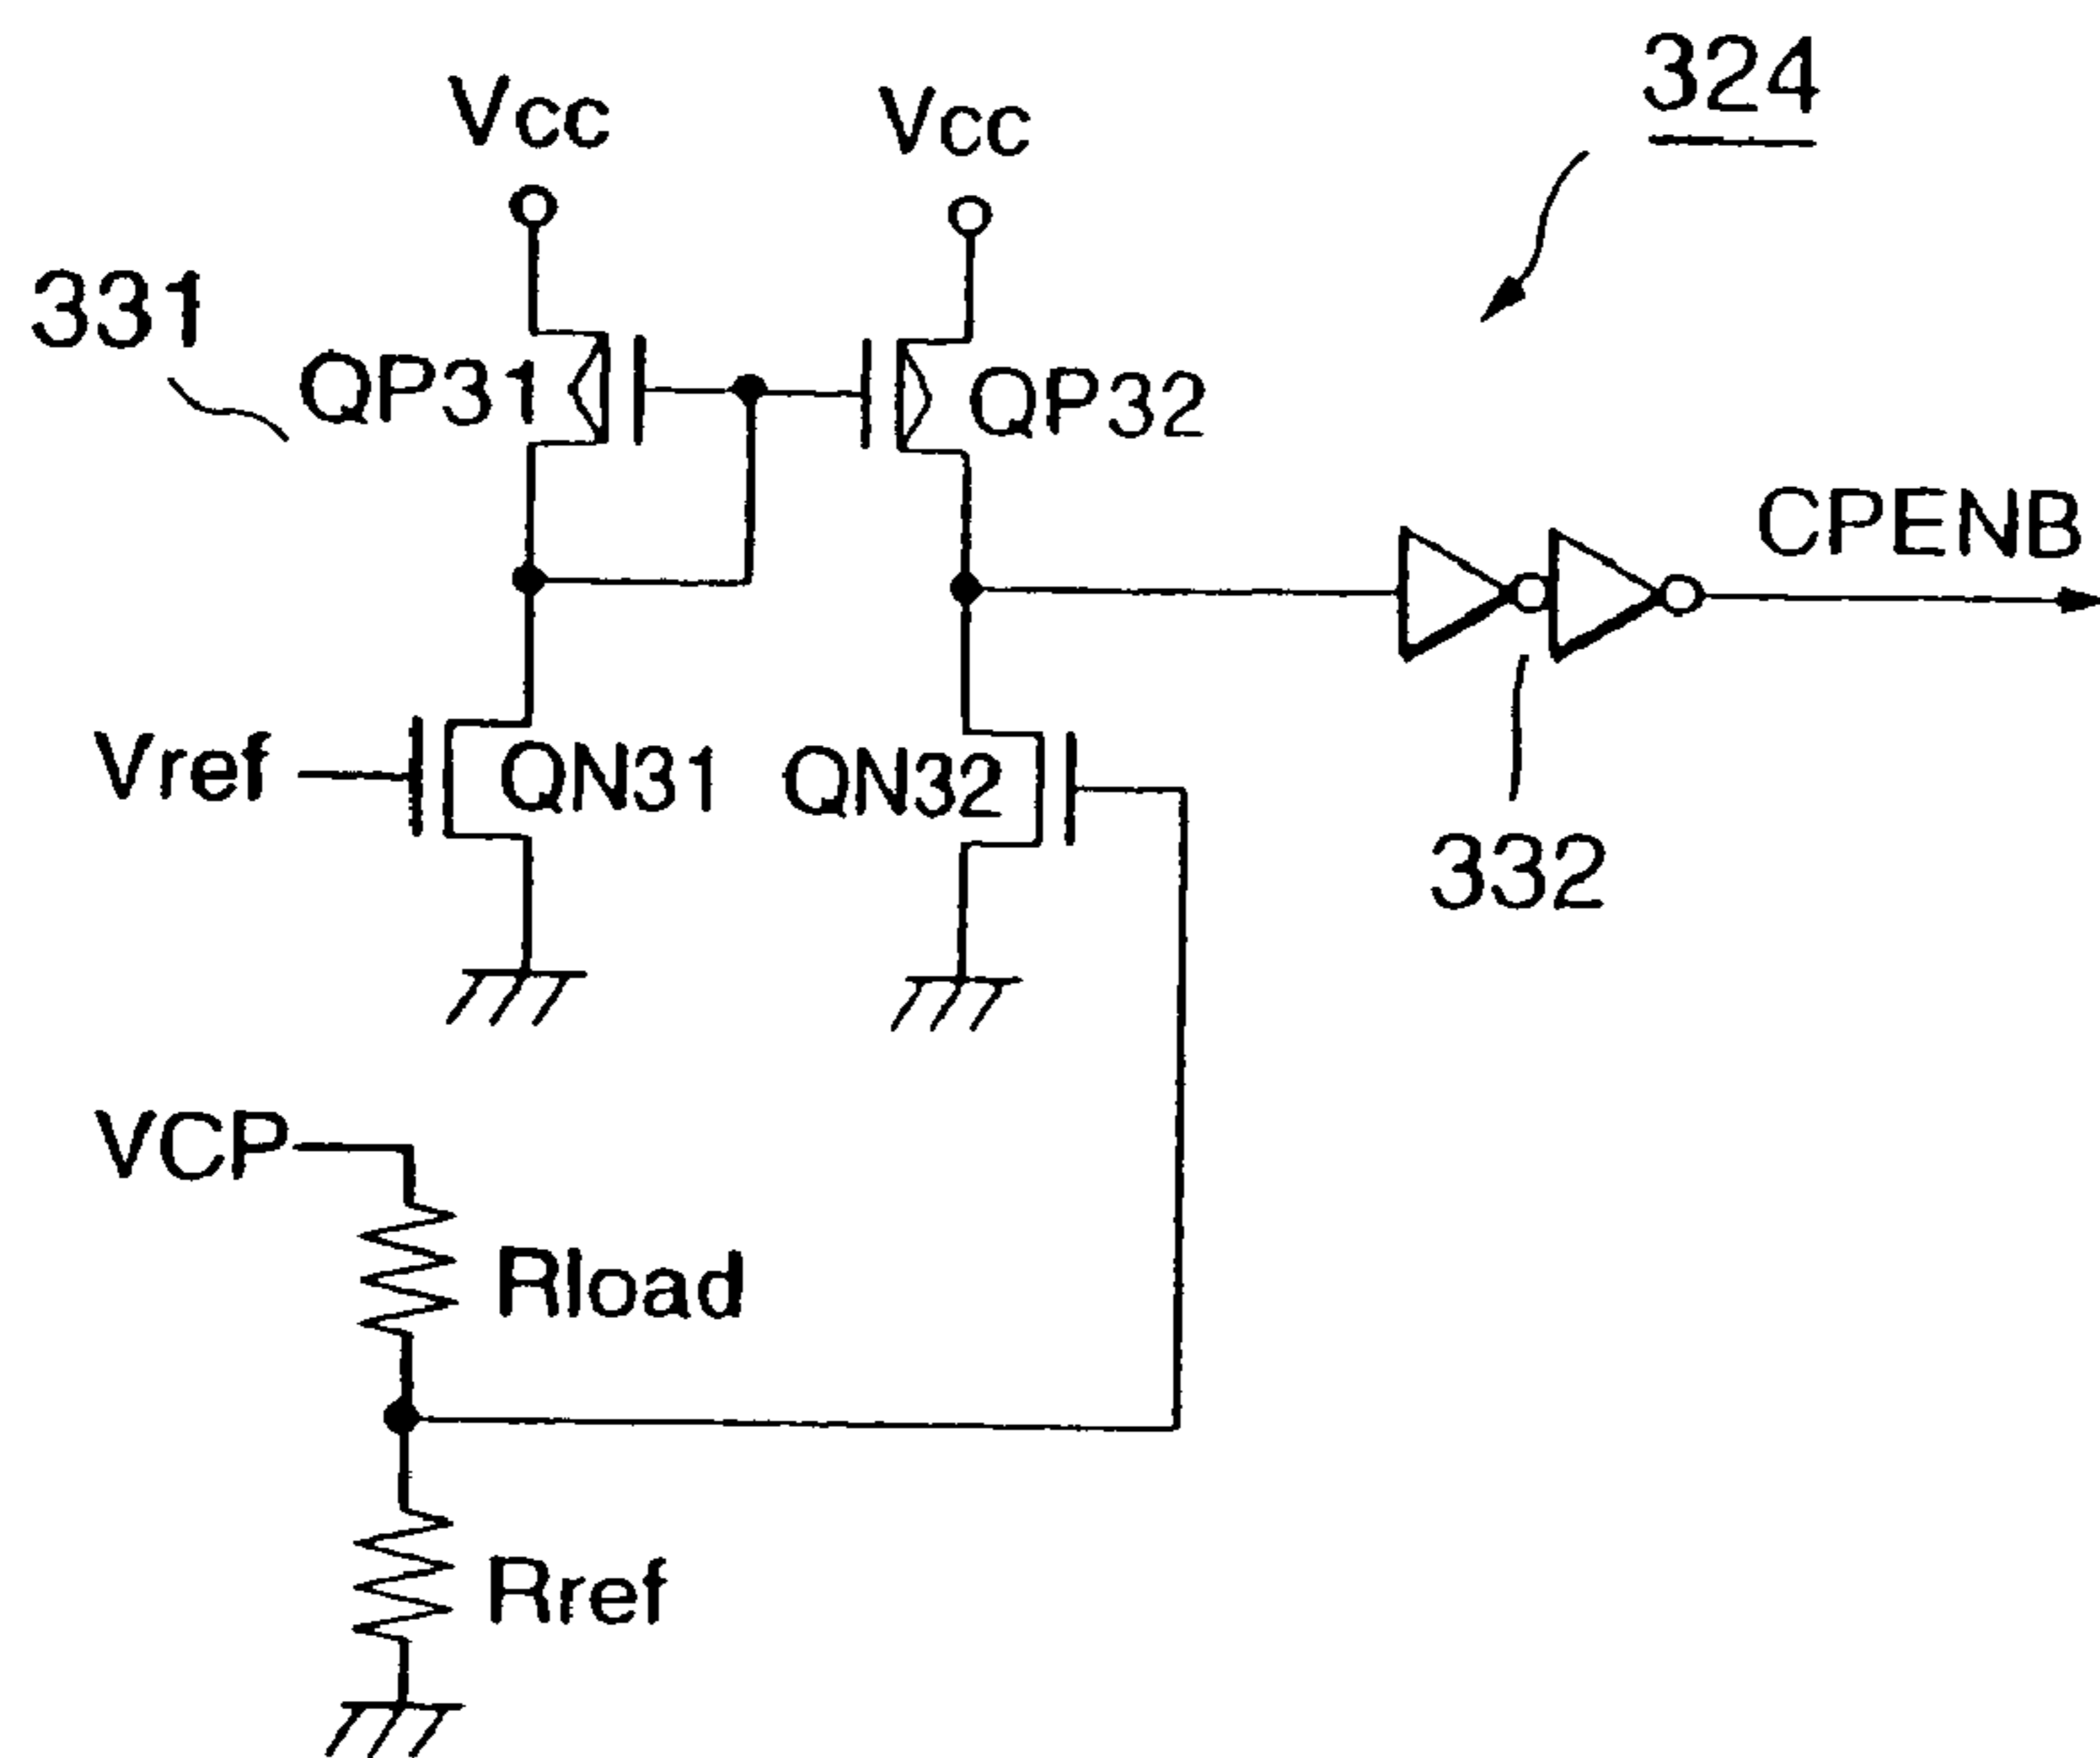 324
Vcc
Vcc
331
QP31
QP32
CPENB
Vref
QN31
QN32
332
VCP
Rload
Rref